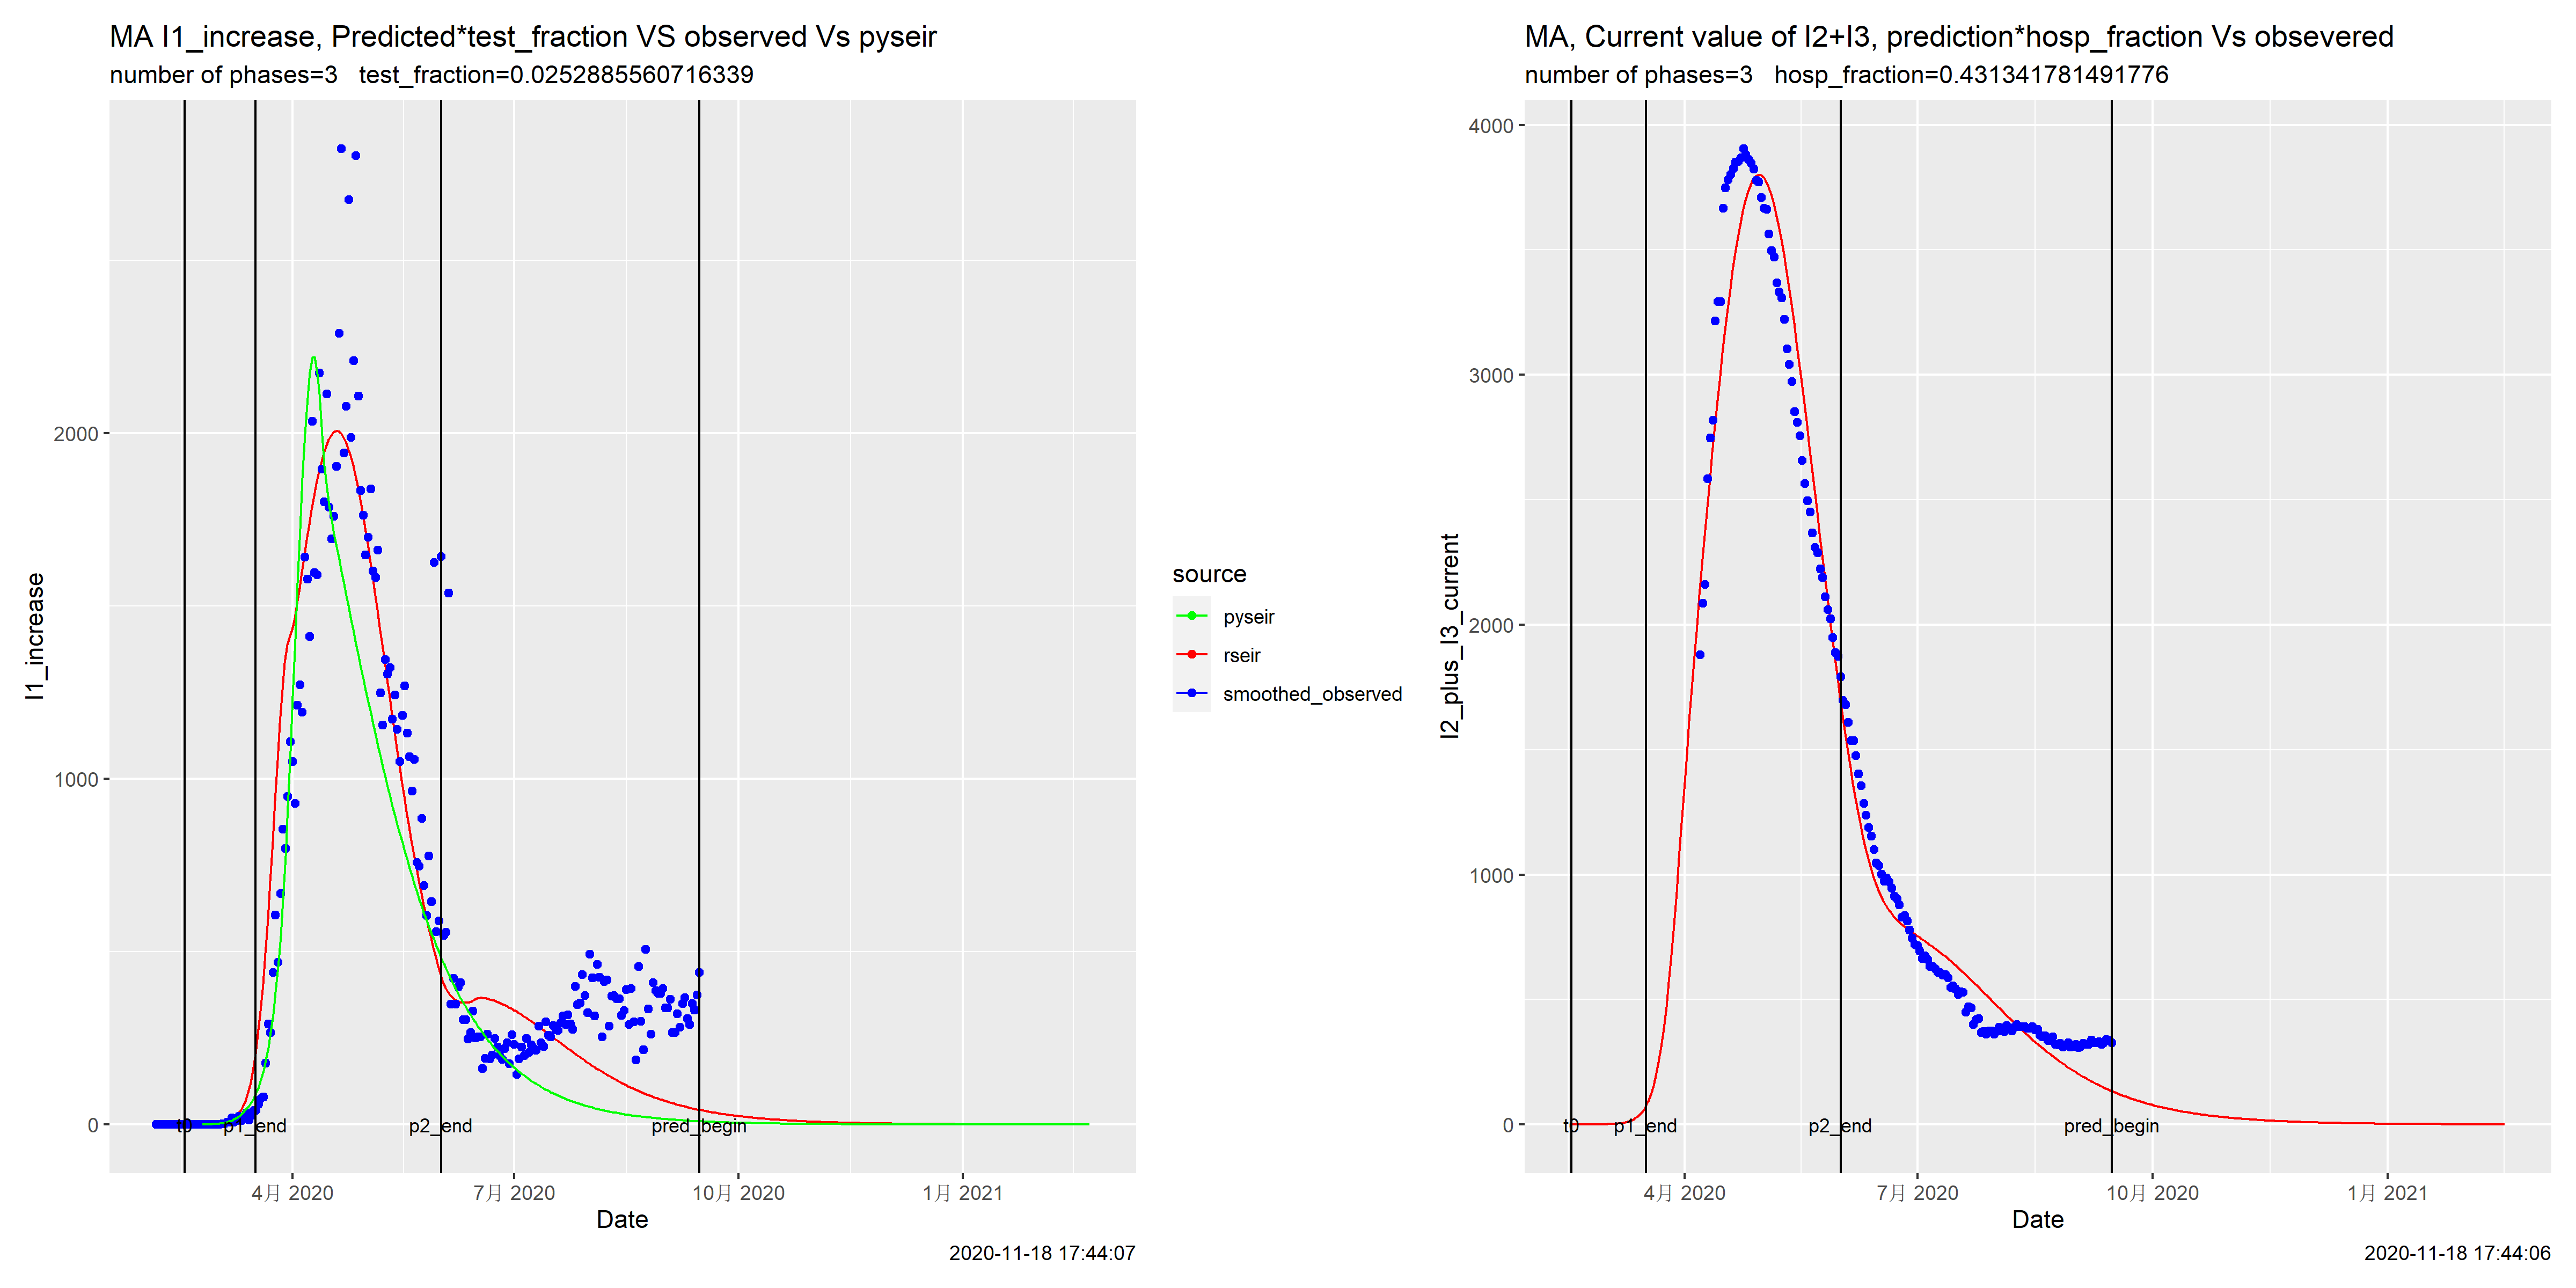 MA I1_increase, Predicted*test_fraction VS observed Vs pyseir
number of phases=3   test_fraction=0.0252885560716339
I1_increase
2000
1000
0
t0
p1_end
p2_end
pred_begin
4月 2020
7月 2020
10月 2020
1月 2021
Date
2020-11-18 17:44:07
source
pyseir
rseir
smoothed_observed
MA, Current value of I2+I3, prediction*hosp_fraction Vs obsevered
number of phases=3   hosp_fraction=0.431341781491776
I2_plus_I3_current
4000
3000
2000
1000
0
t0
p1_end
p2_end
pred_begin
4月 2020
7月 2020
10月 2020
1月 2021
Date
2020-11-18 17:44:06